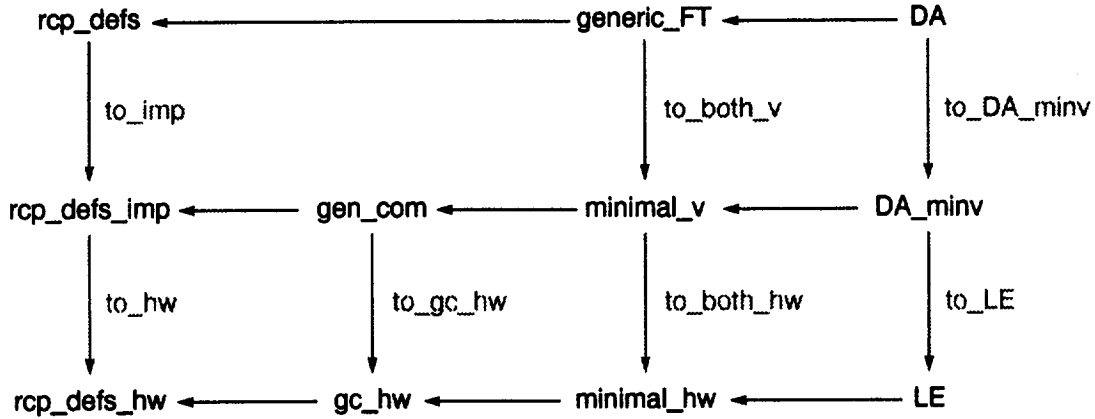 rcp_defs generic_FT DA
to_imp to_both_v to_DA_minv
rcp_defs_imp gen_com minimal_v DA_minv
to_hw to_gc_hw to_both_hw to_LE
rcp_defs_hw gc_hw minimal_hw LE